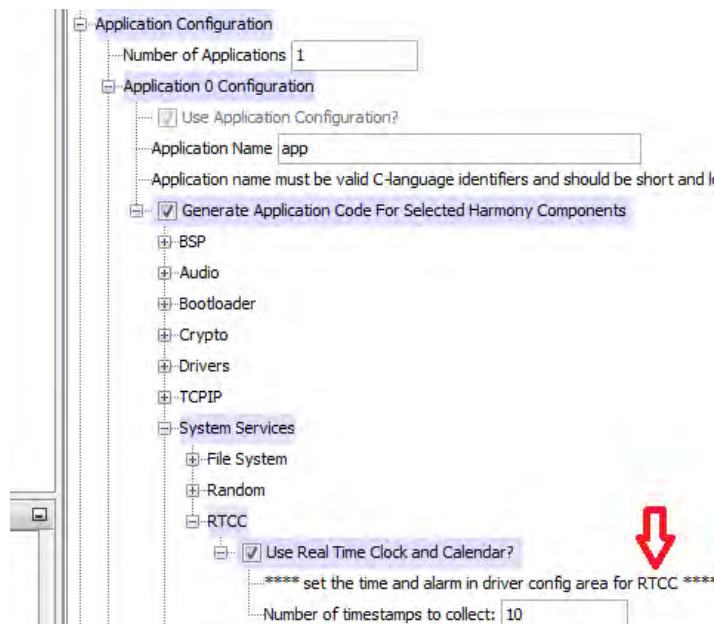 Application Configuration
Number of Applications 1
Application 0 Configuration
Use Application Configuration?
Application Name app
Application name must be valid C-language identifiers and should be short and
Generate Application Code For Selected Harmony Components
BSP
Audio
Bootloader
Crypto
Drivers
TCPIP
System Services
File System
Random
RTCC
Use Real Time Clock and Calendar?
**** set the time and alarm in driver config area for RTCC ****
Number of timestamps to collect: 10